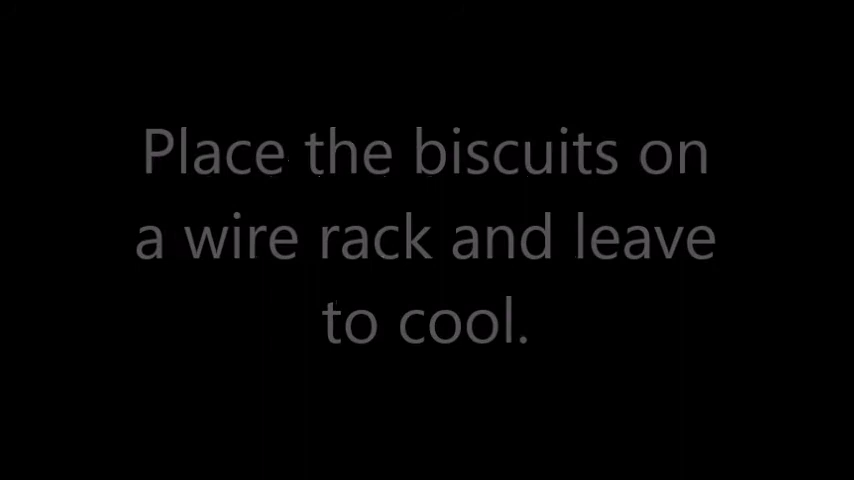 Place the biscuits on
a wire rack and leave
to cool.